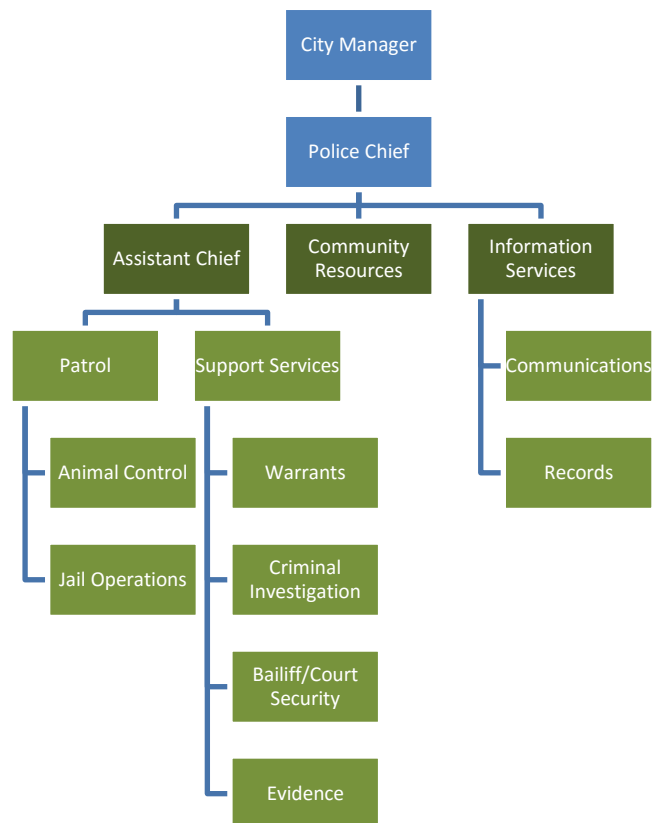 City Manager
Police Chief
Assistant Chief
Community
Resources
Information
Services
Patrol
Support Services
Communications
Animal Control
Warrants
Records
Jail Operations
Criminal
Investigation
Bailiff/Court
Security
Evidence